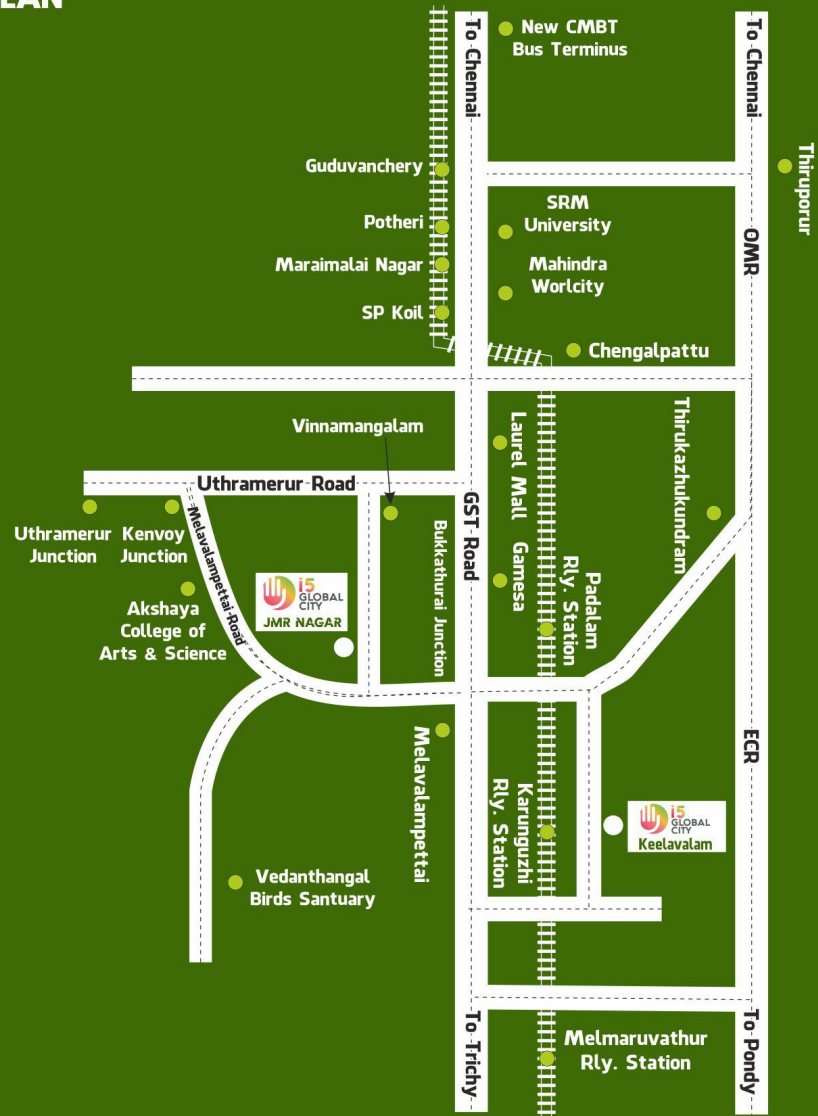 To Chennai
New CMBT
Bus Terminus
To Chennai
Guduvanchery
Thiruporur
Potheri
SRM
University
OMR
Maraimalai Nagar
Mahindra
Worlcity
SP Koil
Chengalpattu
Vinnamangalam
Laurel Mall
Thirukazhukundram
Uthramerur Road
GST Road
Uthramerur
Junction
Kenvoy
Junction
Melavalampettai Road
Bukkathurai Junction
Gamesa
Padalam
Rly. Station
i5
GLOBAL
CITY
JMR NAGAR
Akshaya
College of
Arts & Science
Melavalampettai
ECR
Karunguzhi
Rly. Station
i5
GLOBAL
CITY
Keelavalam
Vedanthangal
Birds Santuary
To Trichy
Melmaruvathur
Rly. Station
To Pondy